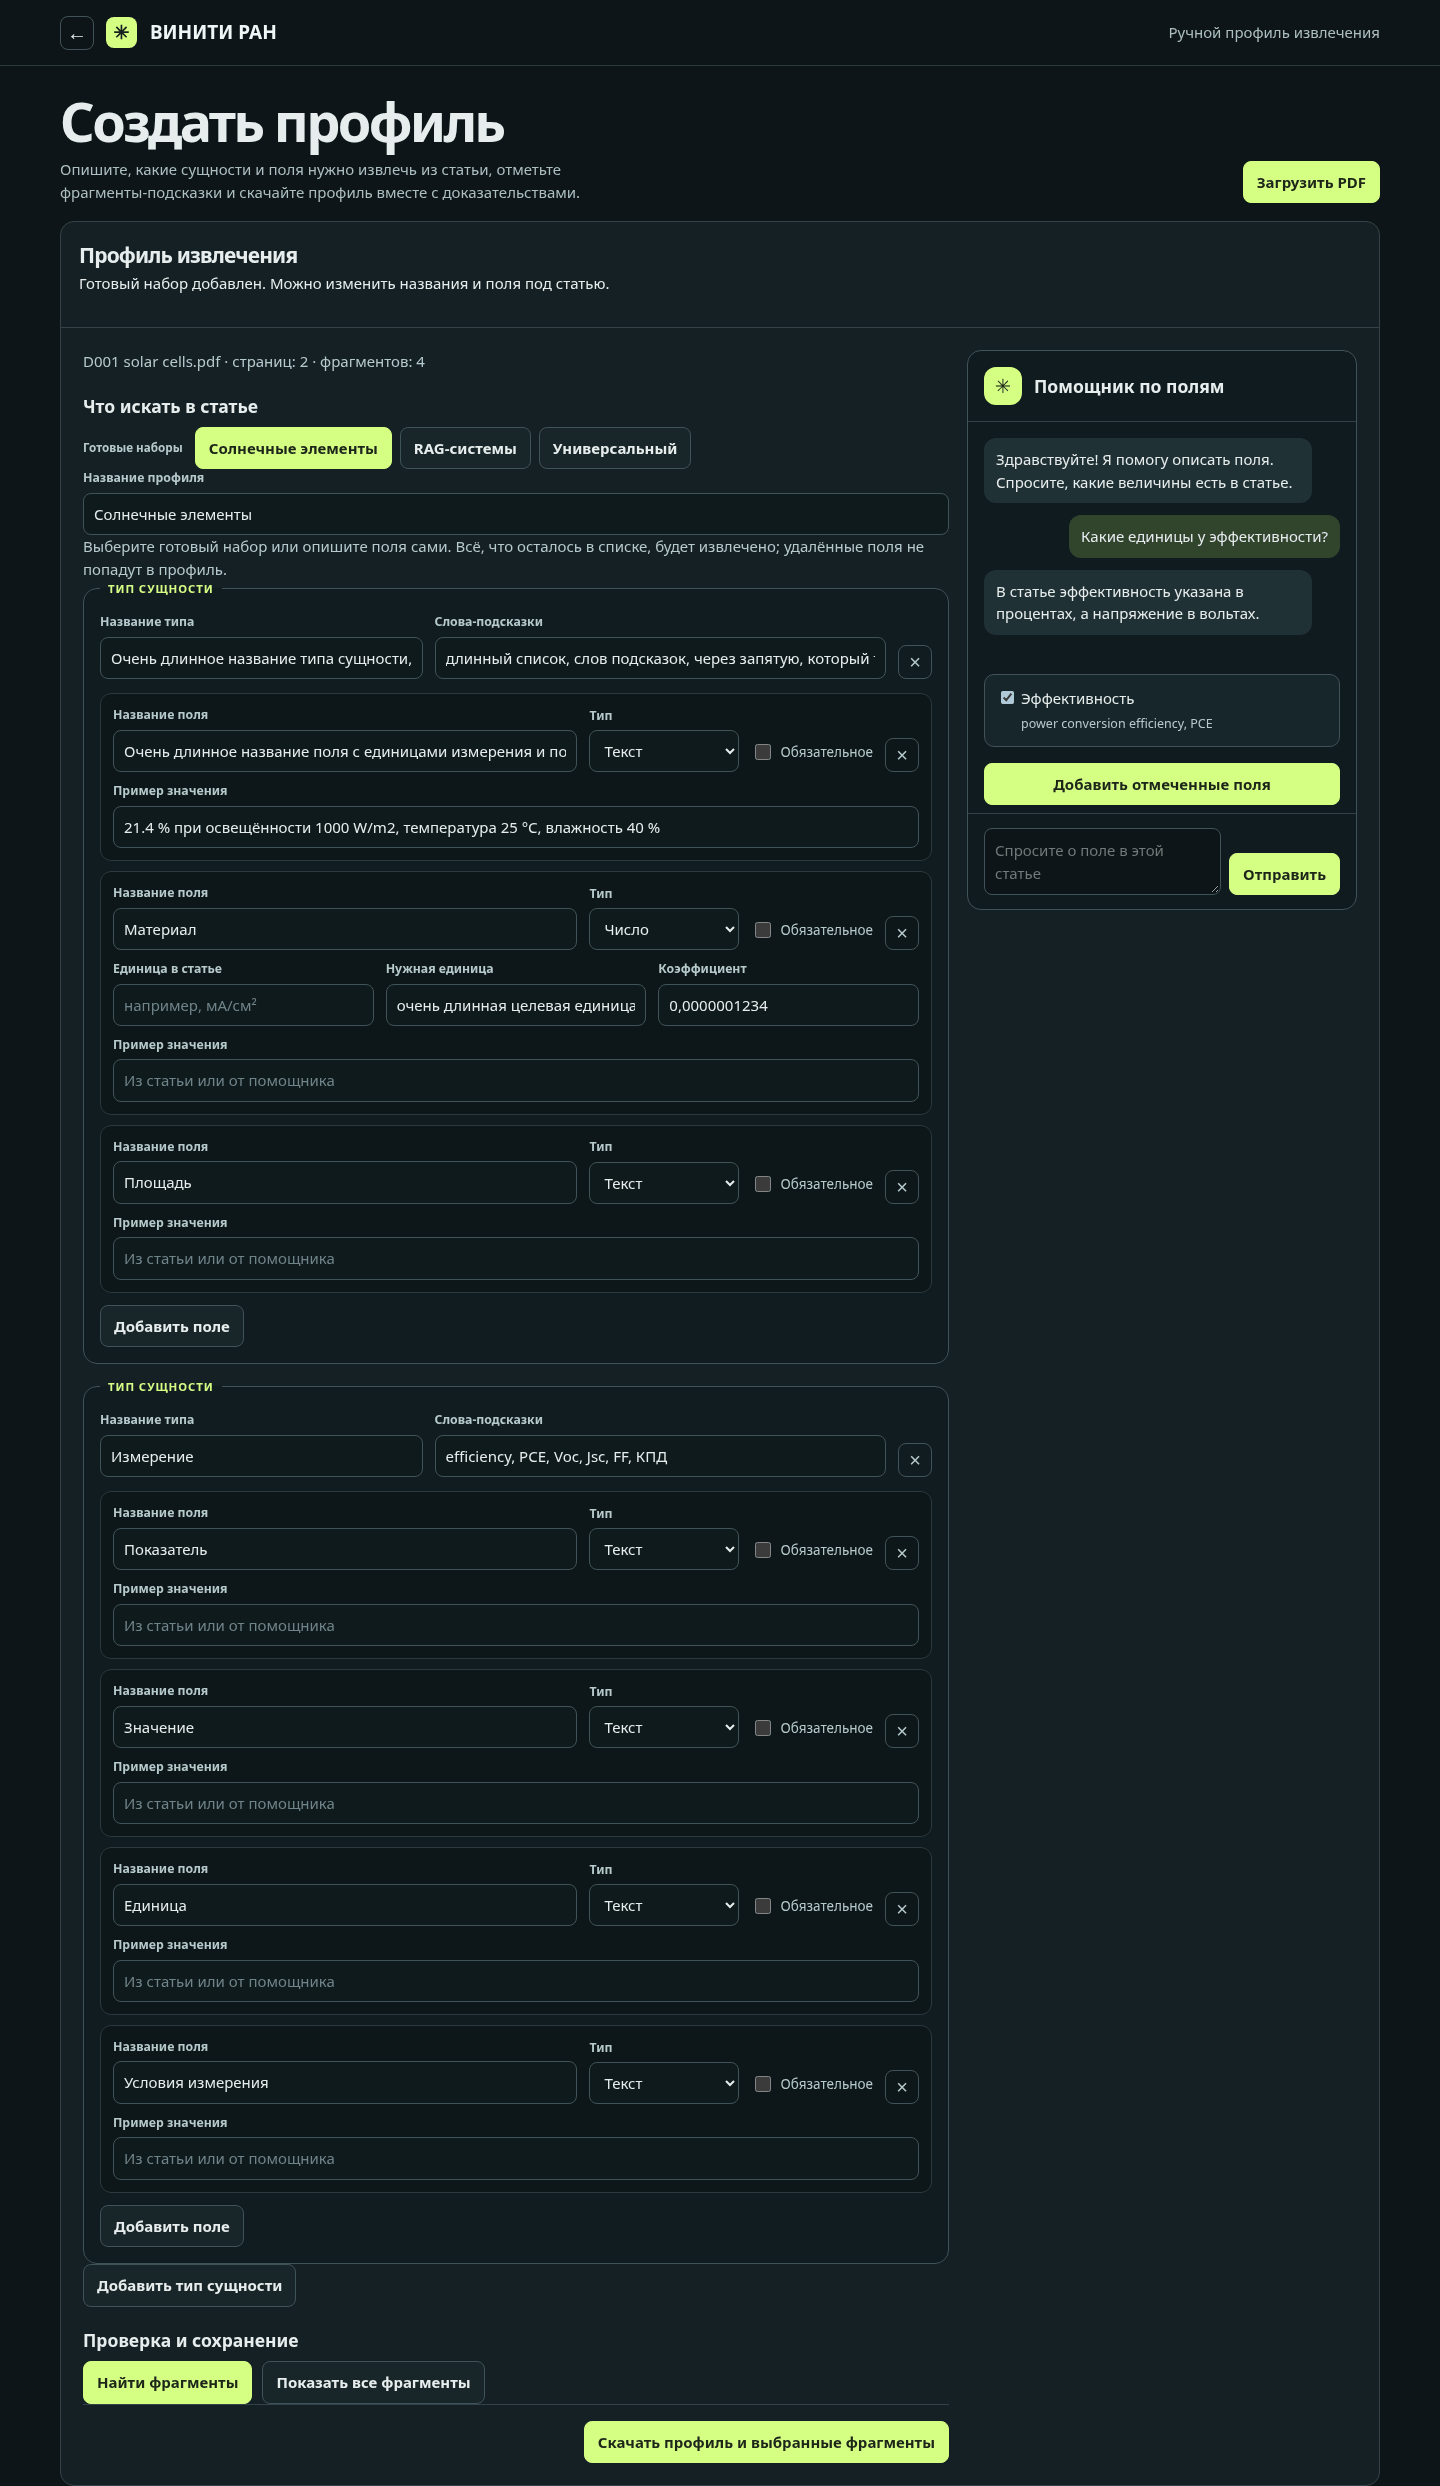 ←
ВИНИТИ РАН
Ручной профиль извлечения
Создать профиль
Опишите, какие сущности и поля нужно извлечь из статьи, отметьте
фрагменты-подсказки и скачайте профиль вместе с доказательствами.
Загрузить PDF
Профиль извлечения
Готовый набор добавлен. Можно изменить названия и поля под статью.
D001 solar cells.pdf · страниц: 2 · фрагментов: 4
Что искать в статье
Готовые наборы
Солнечные элементы
RAG-системы
Универсальный
Название профиля
Солнечные элементы
Выберите готовый набор или опишите поля сами. Всё, что осталось в списке, будет извлечено; удалённые поля не
попадут в профиль.
ТИП СУЩНОСТИ
Название типа
Слова-подсказки
Очень длинное название типа сущности,
длинный список, слов подсказок, через запятую, который
×
Название поля
Тип
Очень длинное название поля с единицами измерения и по
Текст
Обязательное
×
Пример значения
21.4 % при освещённости 1000 W/m2, температура 25 °C, влажность 40 %
Название поля
Тип
Материал
Число
Обязательное
×
Единица в статье
Нужная единица
Коэффициент
например, мА/см²
очень длинная целевая единица
0,0000001234
Пример значения
Из статьи или от помощника
Название поля
Тип
Площадь
Текст
Обязательное
×
Пример значения
Из статьи или от помощника
Добавить поле
ТИП СУЩНОСТИ
Название типа
Слова-подсказки
Измерение
efficiency, PCE, Voc, Jsc, FF, КПД
×
Название поля
Тип
Показатель
Текст
Обязательное
×
Пример значения
Из статьи или от помощника
Название поля
Тип
Значение
Текст
Обязательное
×
Пример значения
Из статьи или от помощника
Название поля
Тип
Единица
Текст
Обязательное
×
Пример значения
Из статьи или от помощника
Название поля
Тип
Условия измерения
Текст
Обязательное
×
Пример значения
Из статьи или от помощника
Добавить поле
Добавить тип сущности
Проверка и сохранение
Найти фрагменты
Показать все фрагменты
Скачать профиль и выбранные фрагменты
Помощник по полям
Здравствуйте! Я помогу описать поля.
Спросите, какие величины есть в статье.
Какие единицы у эффективности?
В статье эффективность указана в
процентах, а напряжение в вольтах.
Эффективность
power conversion efficiency, PCE
Добавить отмеченные поля
Спросите о поле в этой
статье
Отправить